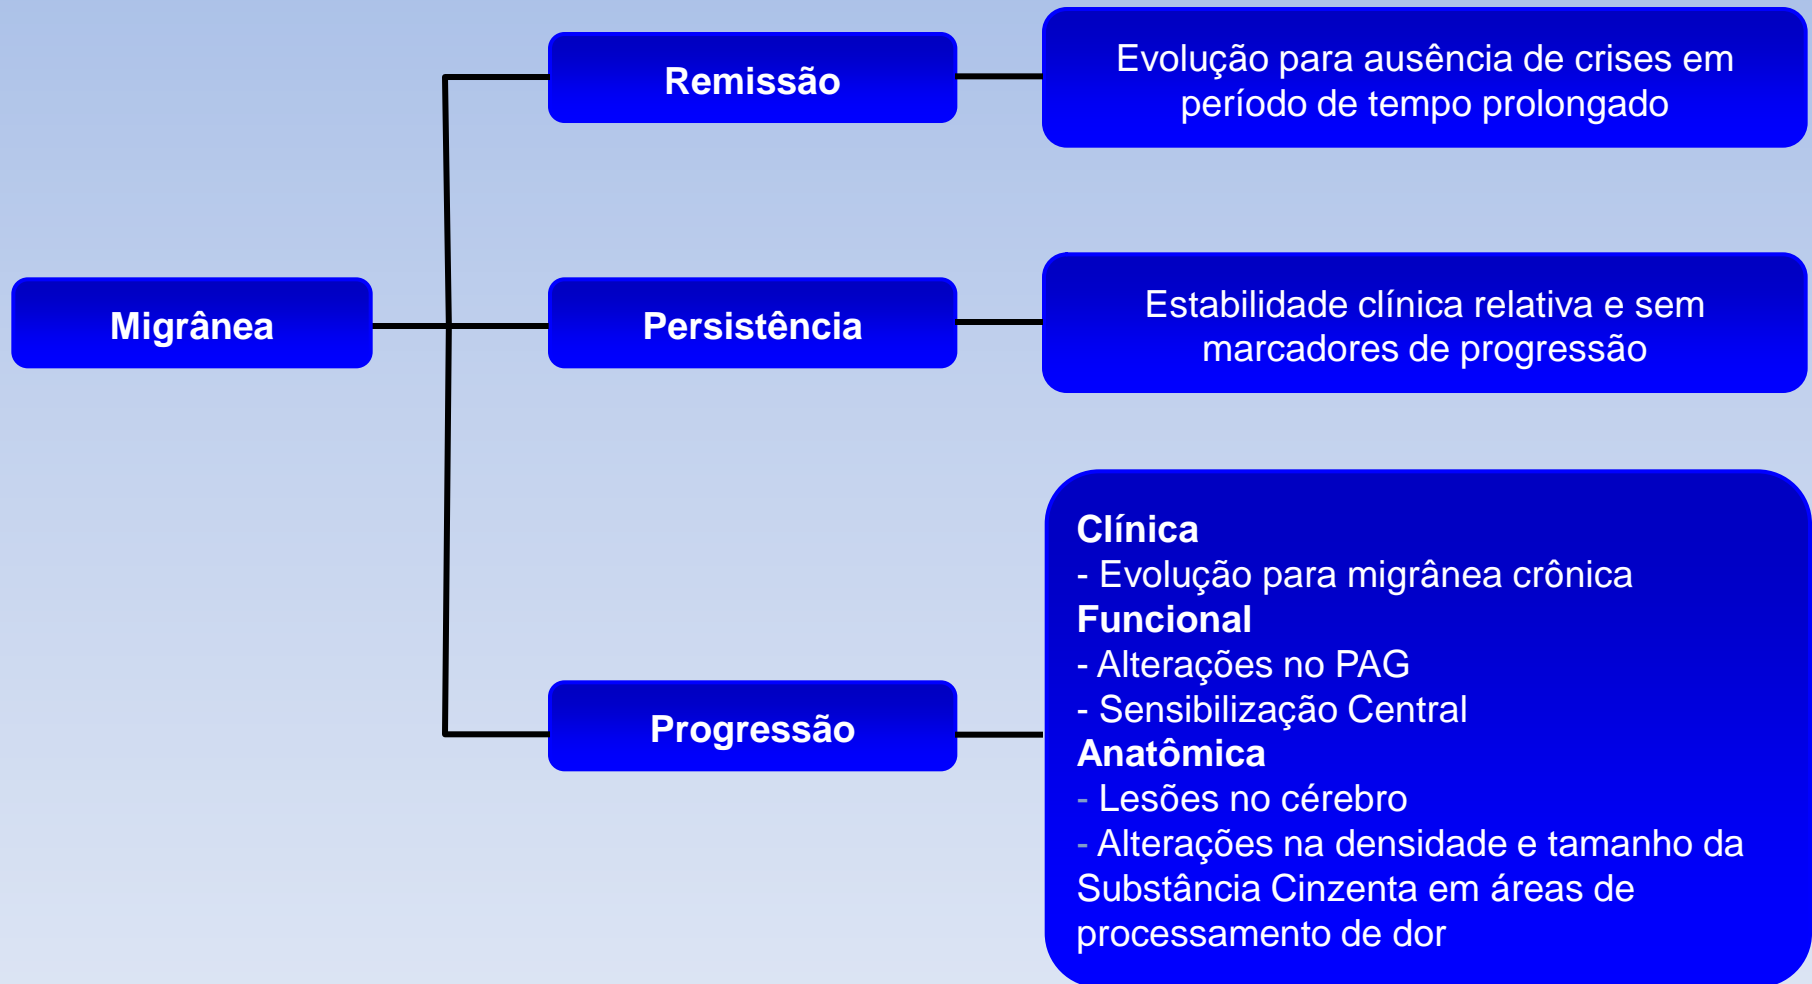 Remissão
Evolução para ausência de crises em
período de tempo prolongado
Migrânea
Persistência
Estabilidade clínica relativa e sem
marcadores de progressão
Progressão
Clínica
- Evolução para migrânea crônica
Funcional
- Alterações no PAG
- Sensibilização Central
Anatômica
- Lesões no cérebro
- Alterações na densidade e tamanho da
Substância Cinzenta em áreas de
processamento de dor